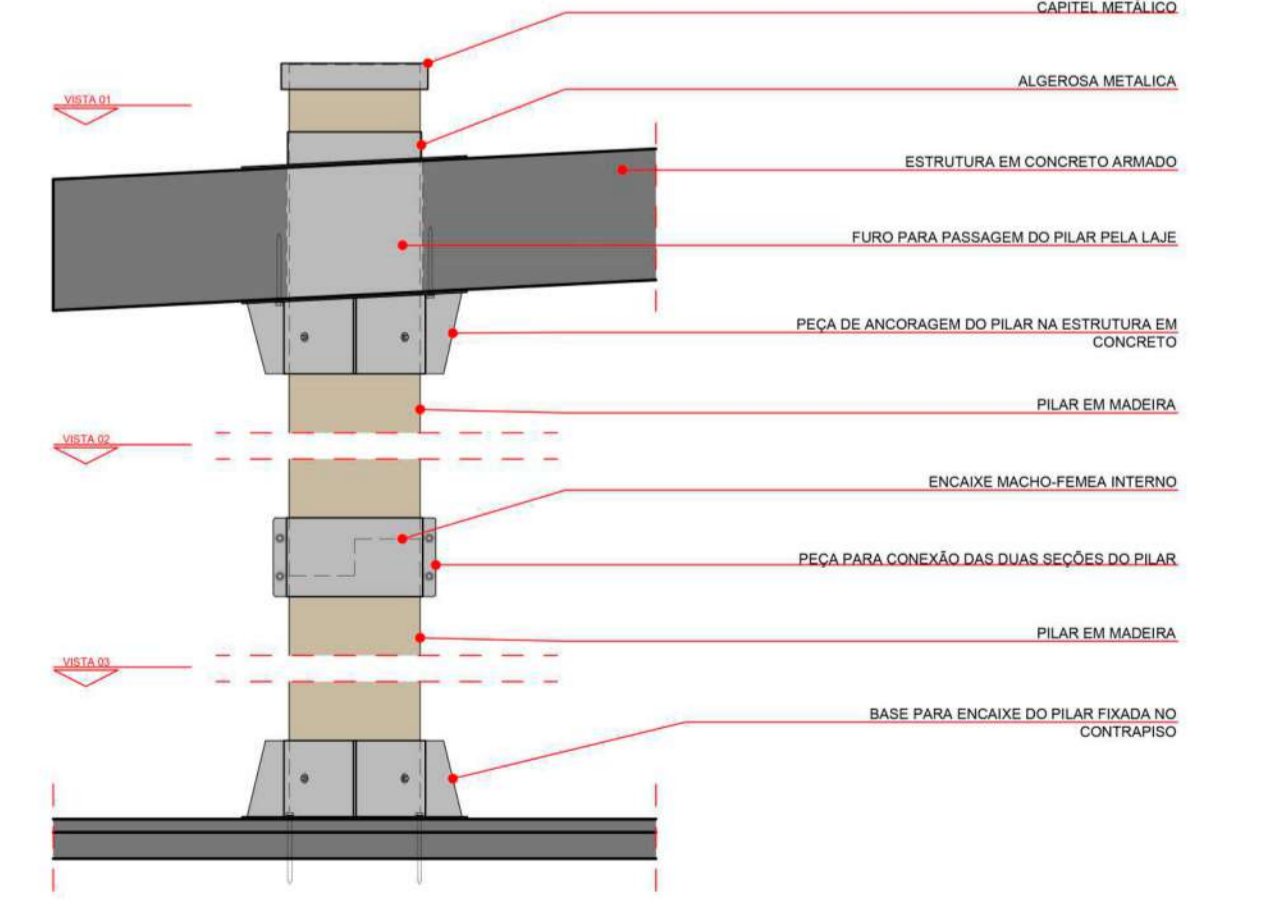 CAPITEL METÁLICO
VISTA 01
ALGEROSA METALICA
ESTRUTURA EM CONCRETO ARMADO
FURO PARA PASSAGEM DO PILAR PELA LAJE
PEÇA DE ANCORAGEM DO PILAR NA ESTRUTURA EM
CONCRETO
PILAR EM MADEIRA
VISTA 02
ENCAIXE MACHO-FEMEA INTERNO
PEÇA PARA CONEXÃO DAS DUAS SEÇÕES DO PILAR
PILAR EM MADEIRA
VISTA 03
BASE PARA ENCAIXE DO PILAR FIXADA NO
CONTRAPISO